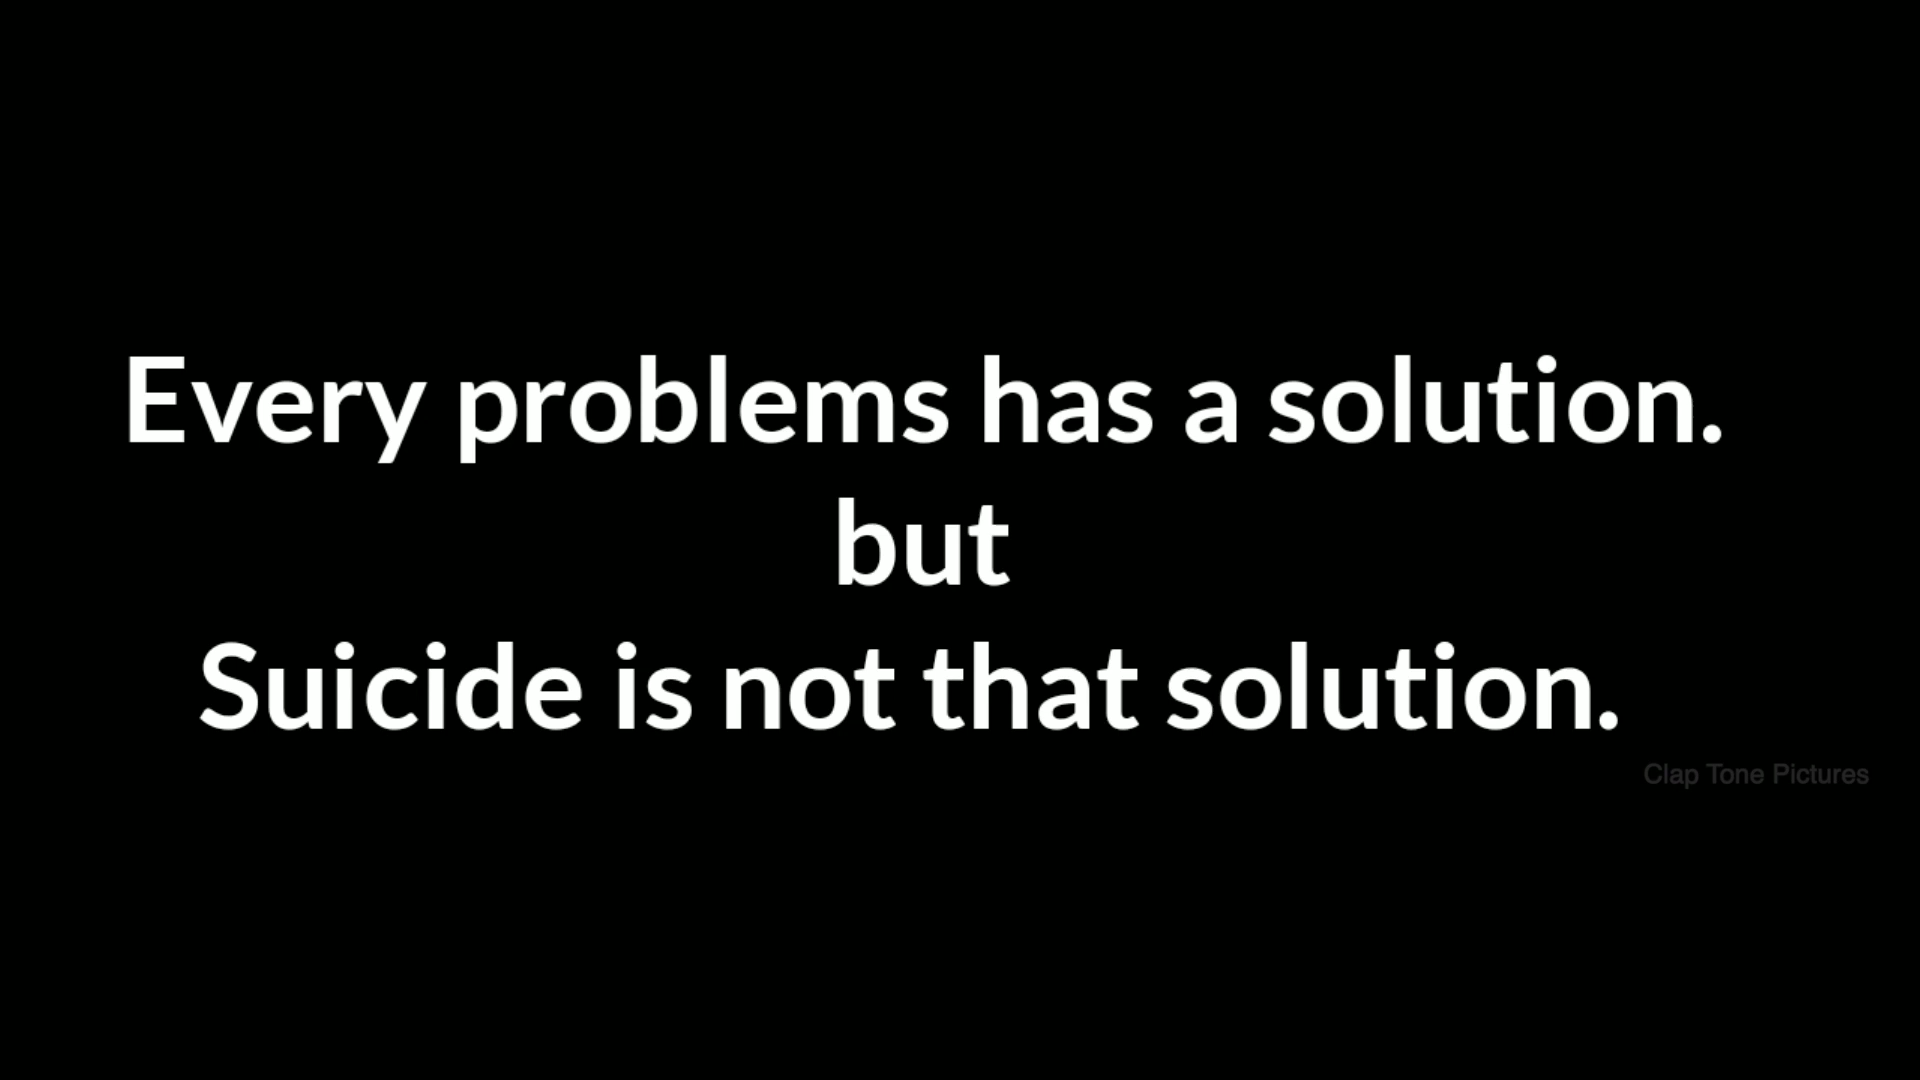 Every problems has a solution.
but
Suicide is not that solution.
Clap Tone Pictures